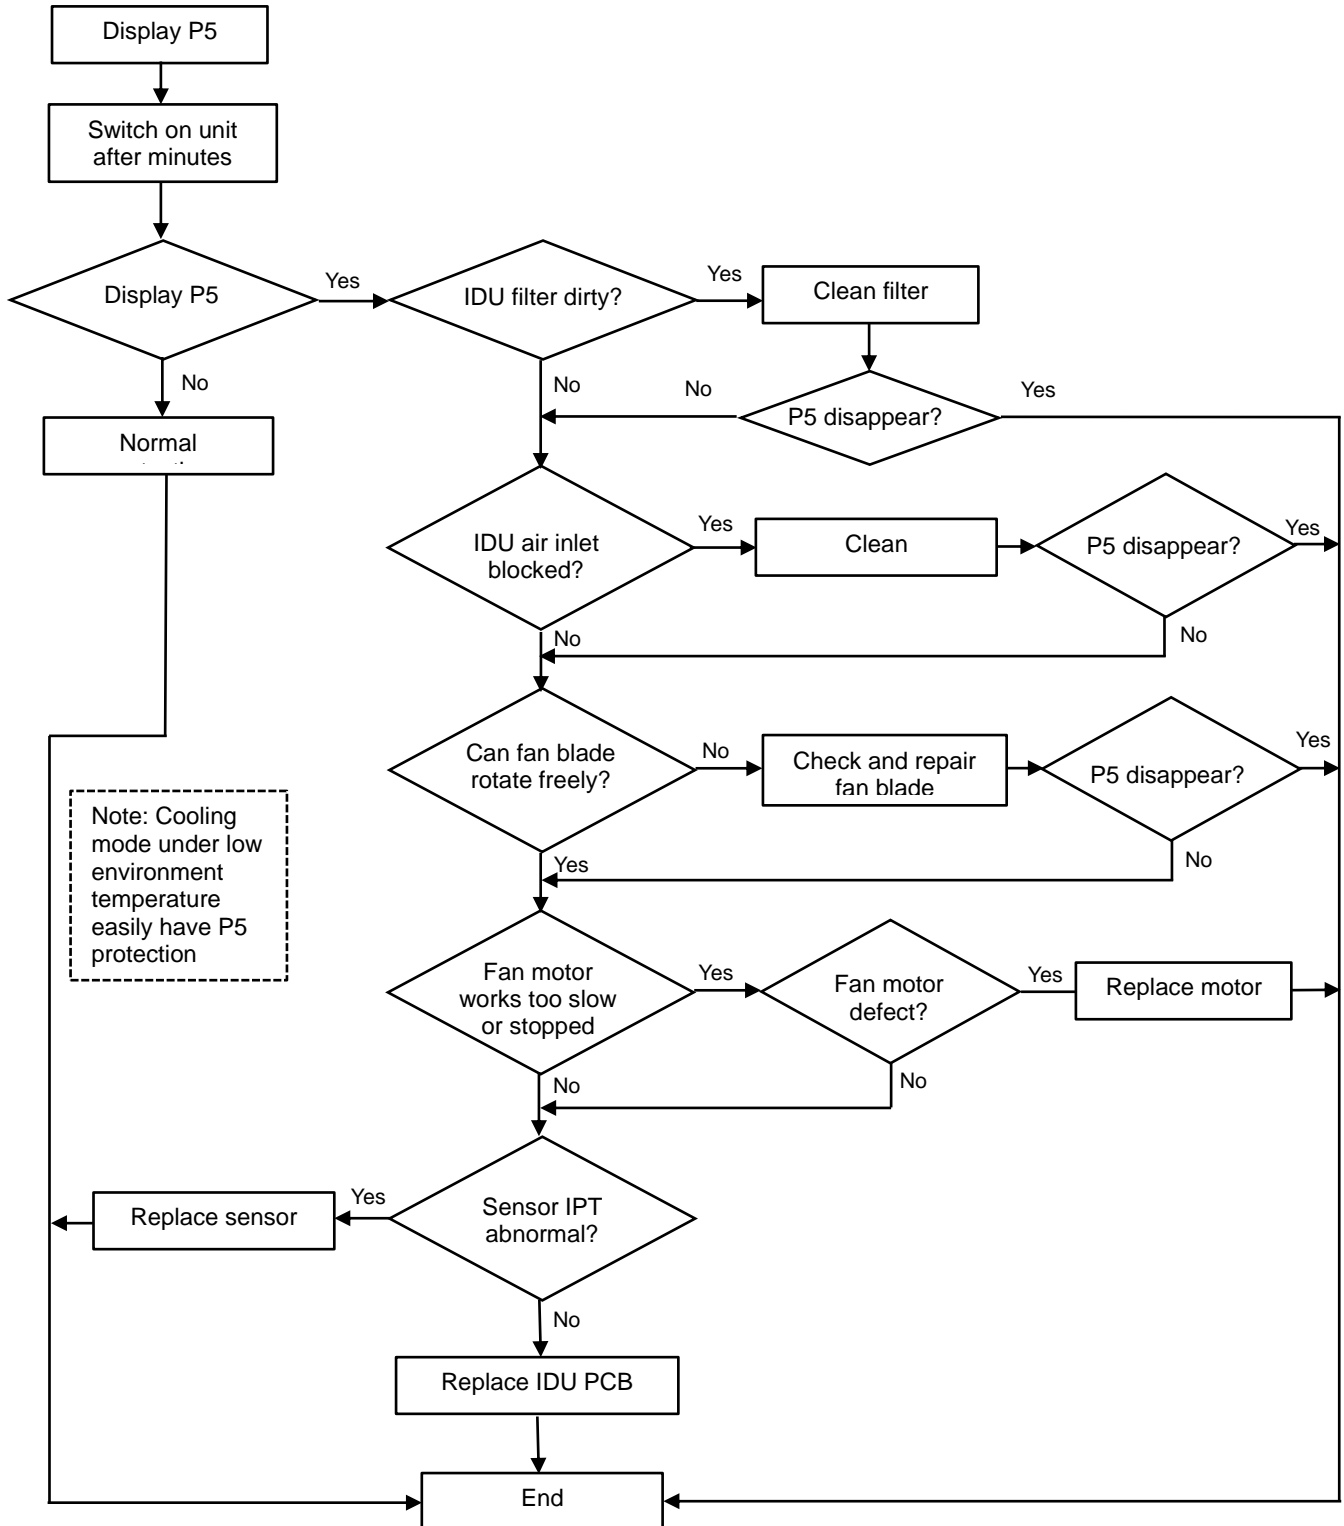 Display P5
Switch on unit
after minutes
Display P5
Yes
IDU filter dirty?
Yes
Clean filter
No
No
No
P5 disappear?
Yes
Normal
IDU air inlet
blocked?
Yes
Clean
P5 disappear?
Yes
No
No
Can fan blade
rotate freely?
No
Check and repair
fan blade
P5 disappear?
Yes
Note: Cooling
mode under low
environment
temperature
easily have P5
protection
Yes
No
Fan motor
works too slow
or stopped
Yes
Fan motor
defect?
Yes
Replace motor
No
No
Replace sensor
Yes
Sensor IPT
abnormal?
No
Replace IDU PCB
End